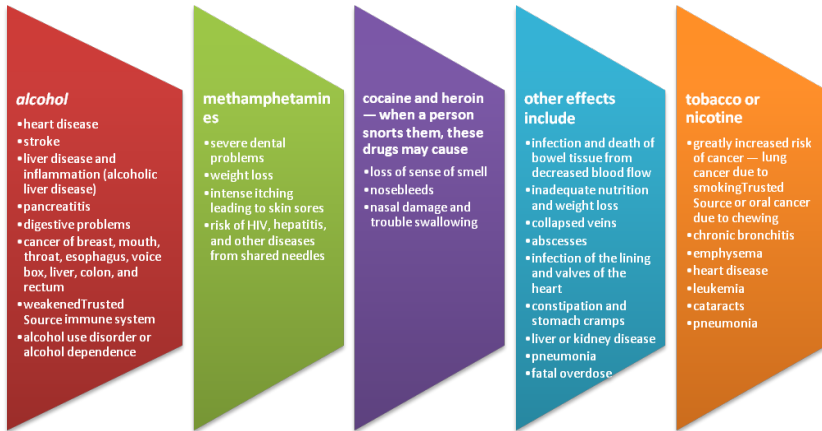 alcohol
•heart disease
•stroke
•liver disease and
inflammation (alcoholic
liver disease)
•pancreatitis
•digestive problems
•cancer of breast, mouth,
throat, esophagus, voice
box, liver, colon, and
rectum
•weakenedTrusted
Source immune system
•alcohol use disorder or
alcohol dependence
methamphetamin
es
•severe dental
problems
•weight loss
•intense itching
leading to skin sores
•risk of HIV, hepatitis,
and other diseases
from shared needles
cocaine and heroin
— when a person
snorts them, these
drugs may cause
•loss of sense of smell
•nosebleeds
•nasal damage and
trouble swallowing
other effects
include
•infection and death of
bowel tissue from
decreased blood flow
•inadequate nutrition
and weight loss
•collapsed veins
•abscesses
•infection of the lining
and valves of the
heart
•constipation and
stomach cramps
•liver or kidney disease
•pneumonia
•fatal overdose
tobacco or
nicotine
•greatly increased risk
of cancer — lung
cancer due to
smokingTrusted
Source or oral cancer
due to chewing
•chronic bronchitis
•emphysema
•heart disease
•leukemia
•cataracts
•pneumonia